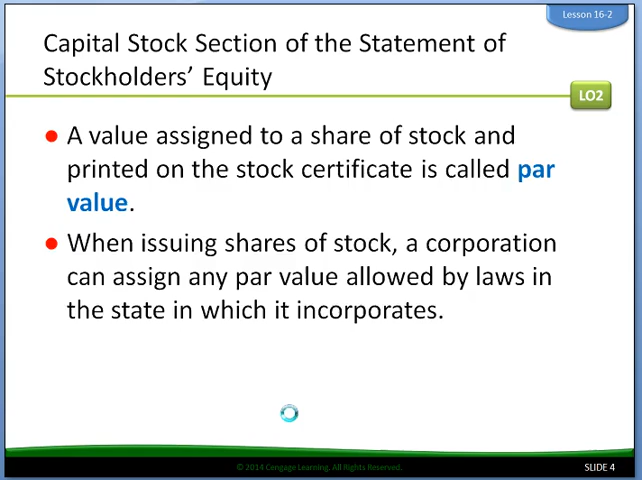 Lesson 16-2
Capital Stock Section of the Statement of
Stockholders’ Equity
LO2
● A value assigned to a share of stock and
printed on the stock certificate is called par
value.
● When issuing shares of stock, a corporation
can assign any par value allowed by laws in
the state in which it incorporates.
© 2014 Cengage Learning. All Rights Reserved.
SLIDE 4